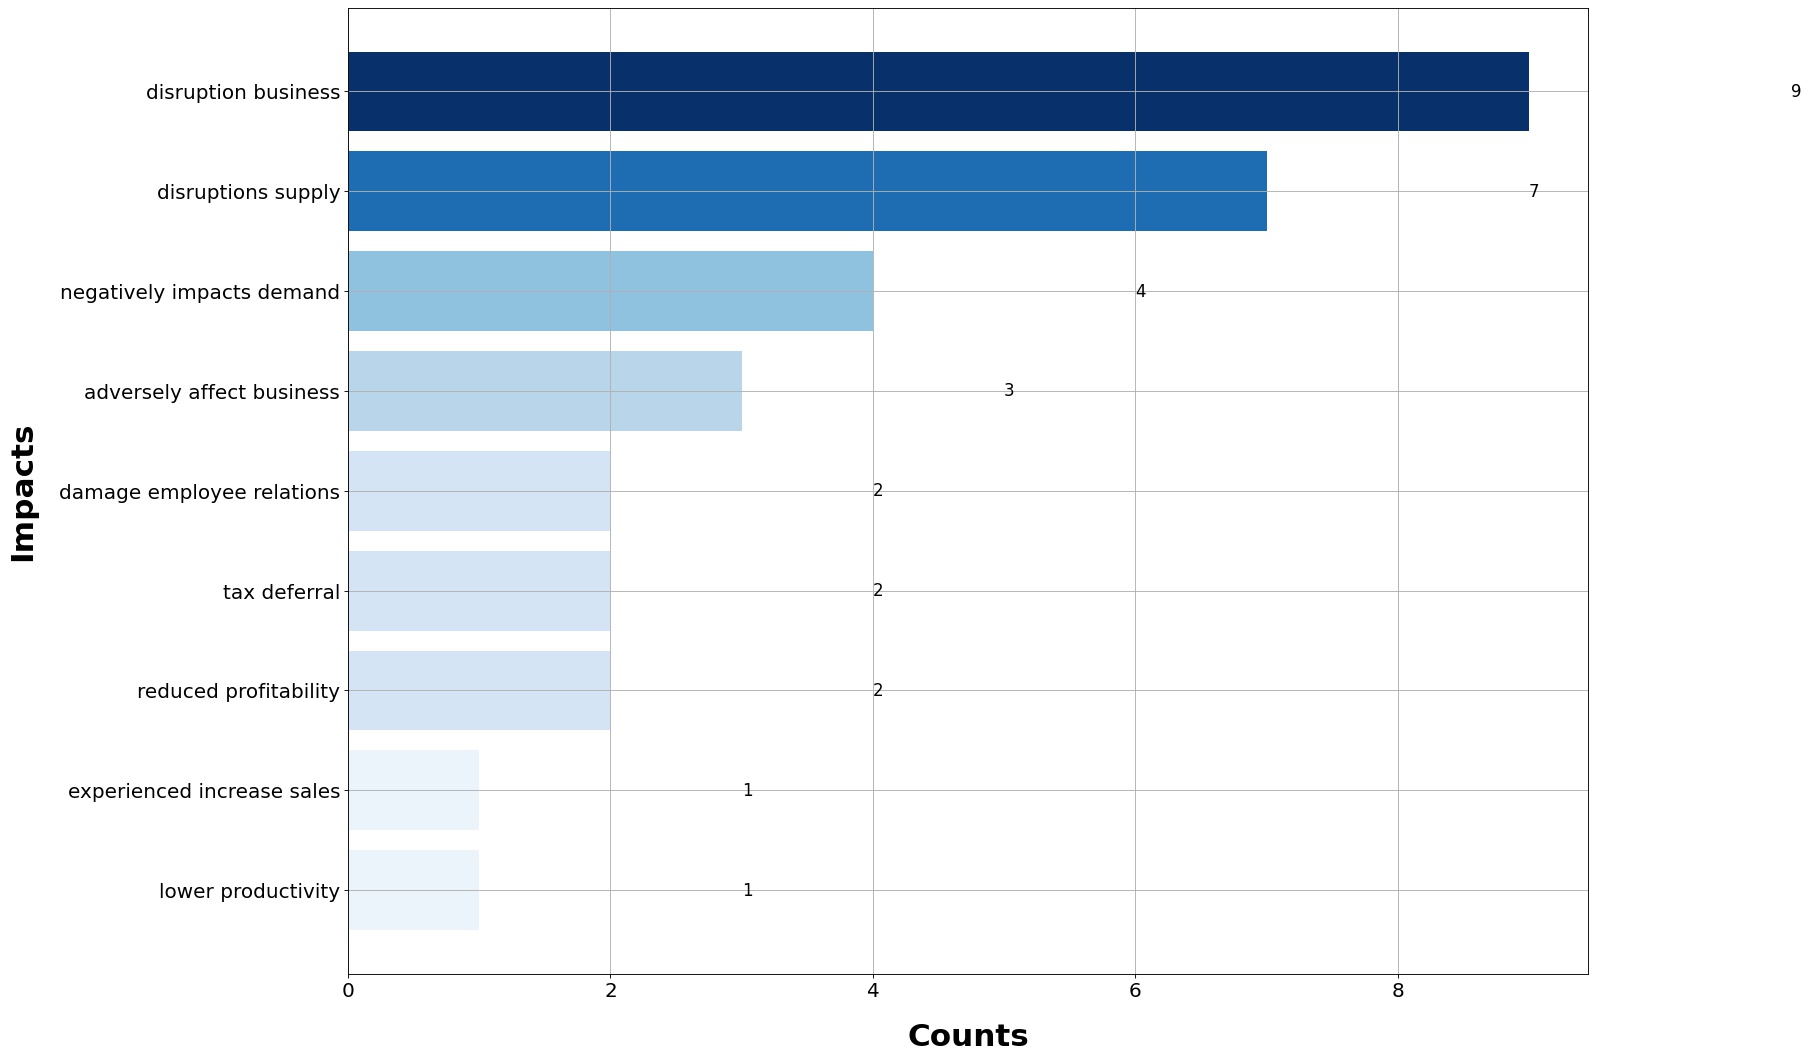 disruption business 9
disruptions supply 7
negatively impacts demand 4
adversely affect business 3
damage employee relations 2
tax deferral 2
reduced profitability 2
experienced increase sales 1
lower productivity 1
Impacts
0 2 4 6 8
Counts